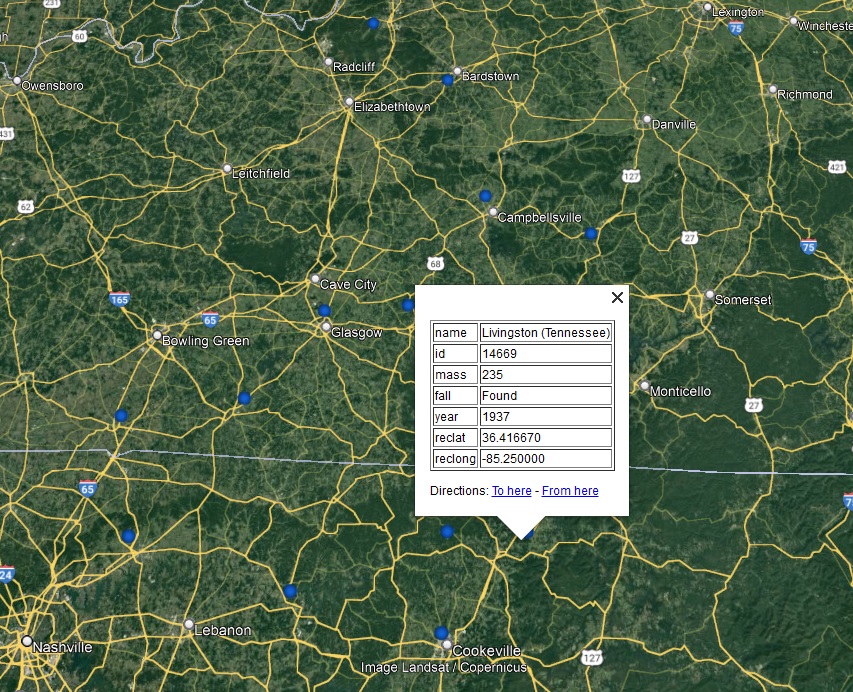 231
Lexington
60
75
Winchester
Radcliff
Bardstown
Owensboro
Richmond
Elizabethtown
Danville
431
Leitchfield
127
421
62
Campbellsville
27
75
68
Cave City
165
Somerset
65
Glasgow
Bowling Green
name Livingston (Tennessee)
id 14669
mass 235
fall Found
year 1937
reclat 36.416670
reclong -85.250000
Directions: To here - From here
Monticello
27
65
24
Lebanon
Nashville
Cookeville
127
Image Landsat / Copernicus